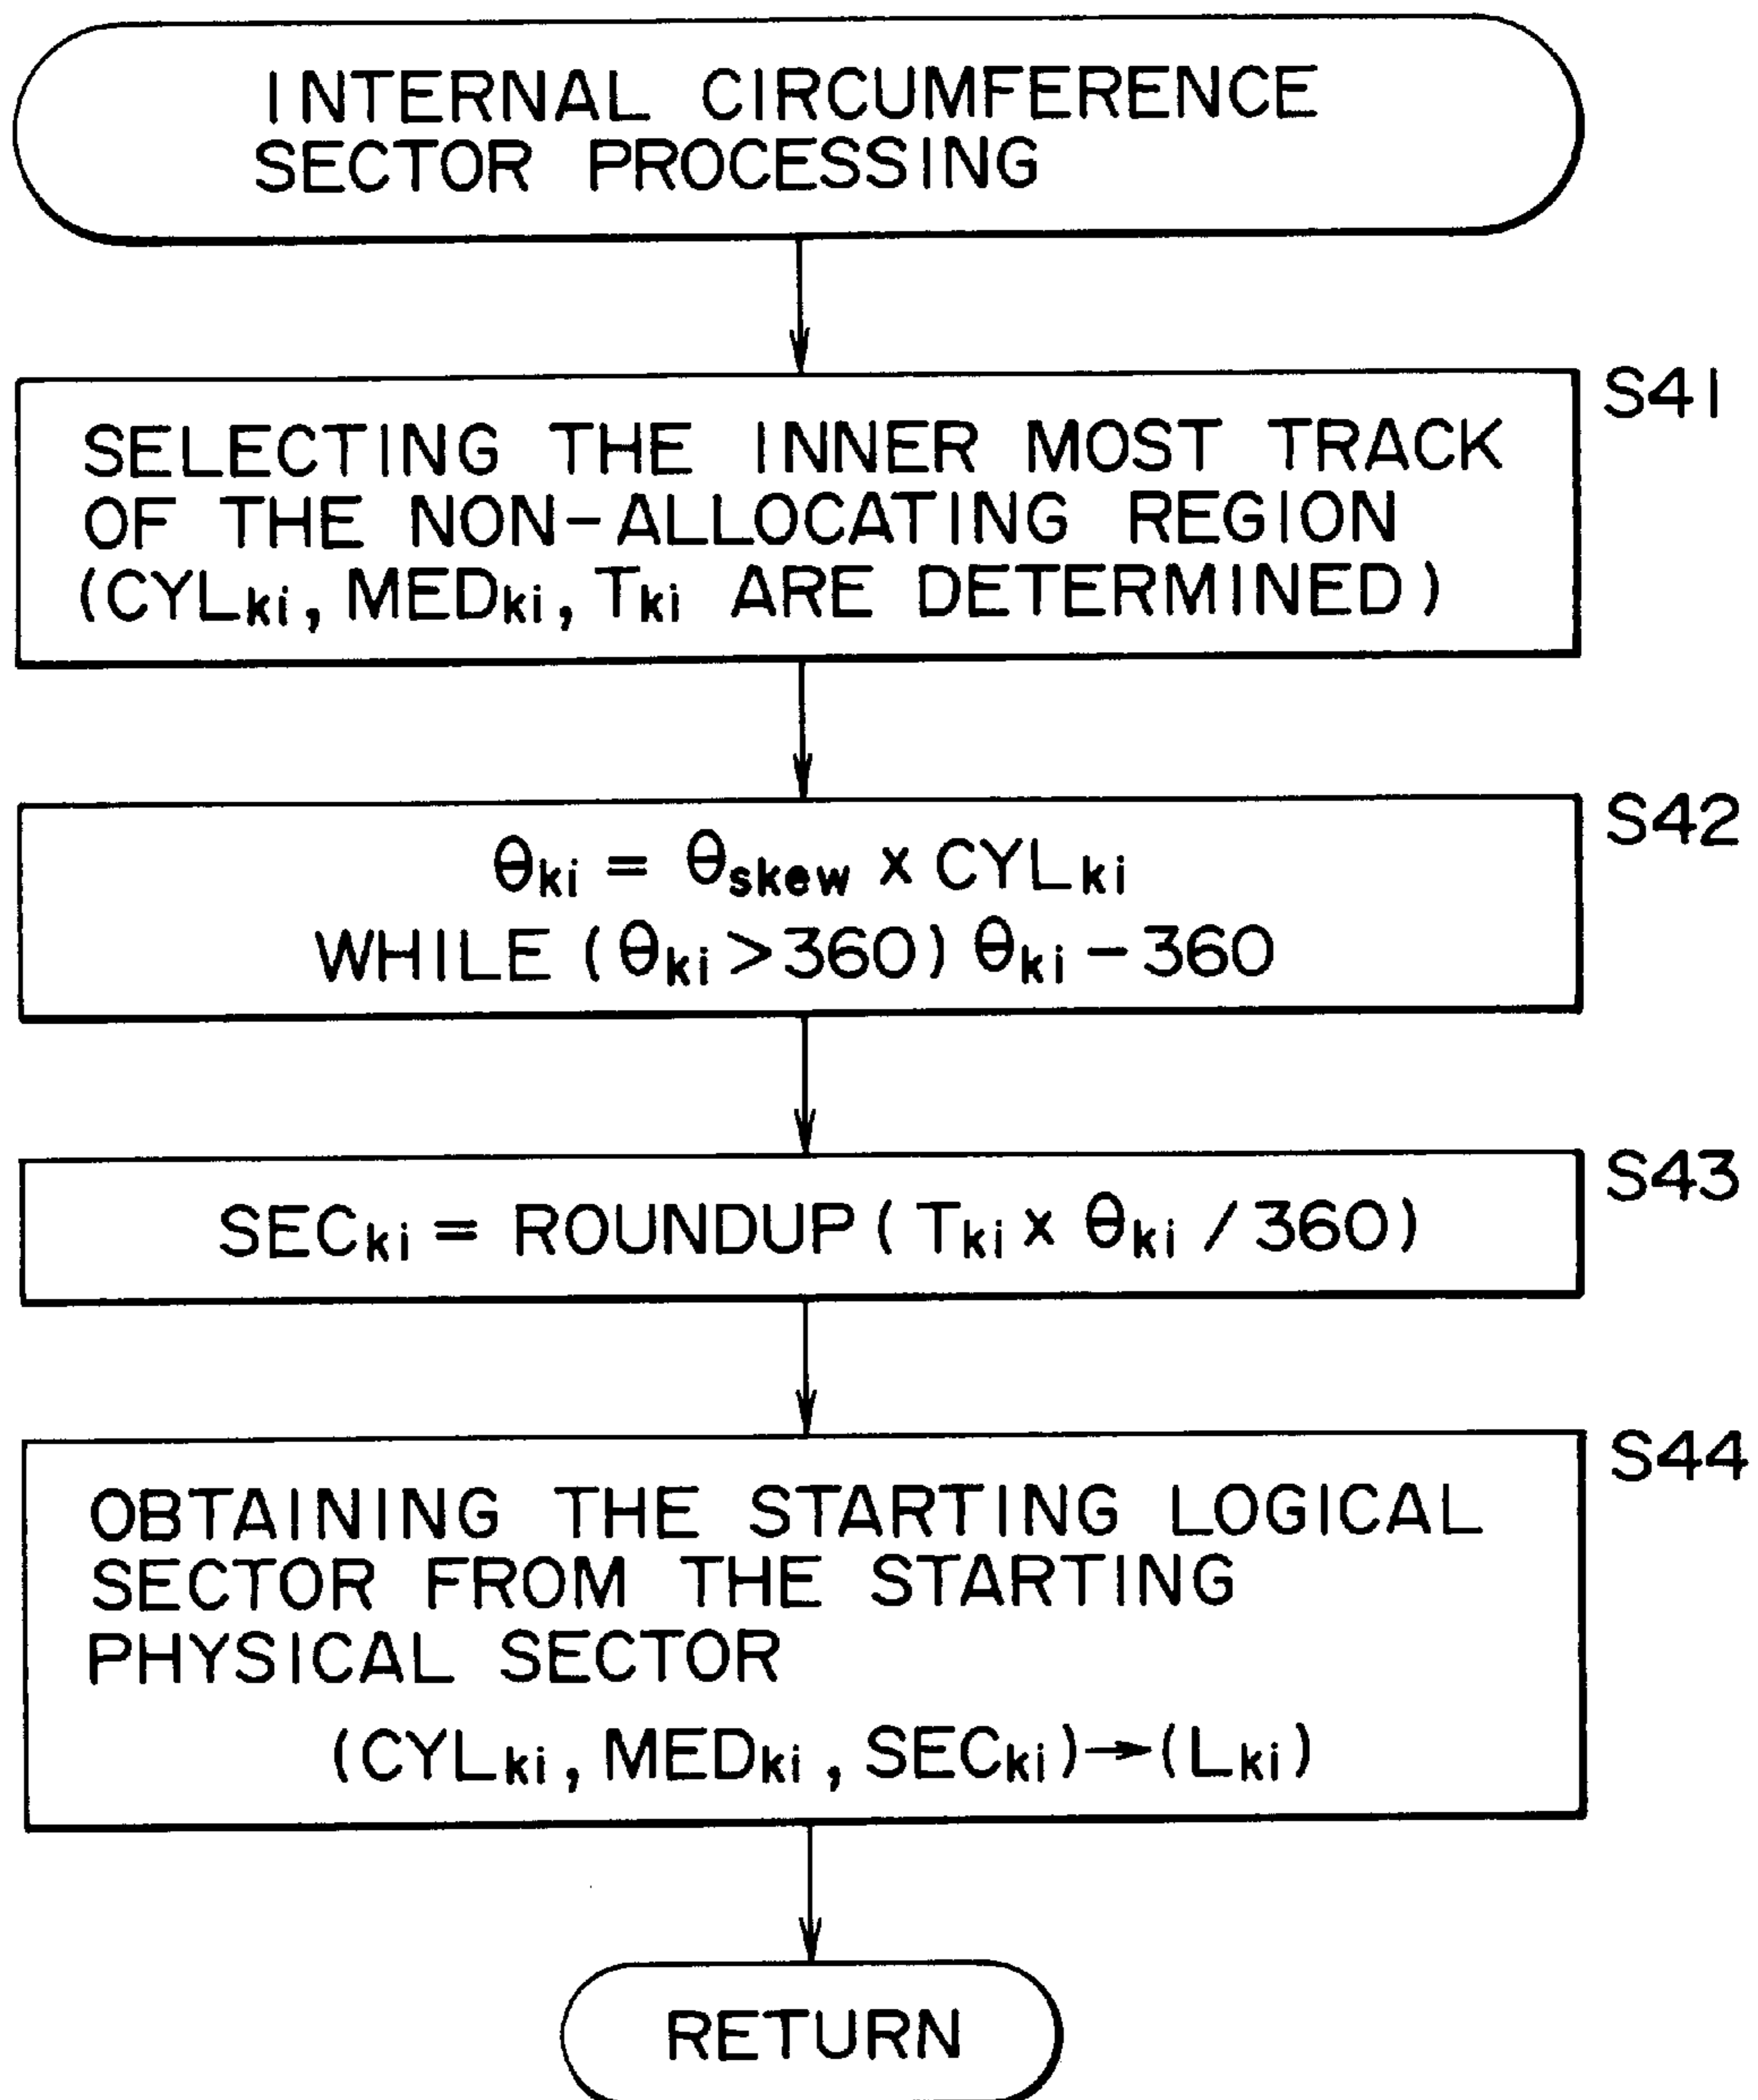 INTERNAL CIRCUMFERENCE
SECTOR PROCESSING
S41
SELECTING THE INNER MOST TRACK
OF THE NON-ALLOCATING REGION
(CYLki, MEDki, Tki ARE DETERMINED)
S42
θki = θskew x CYLki
WHILE (θki>360) θki-360
S43
SECki = ROUNDUP (Tki x θki /360)
S44
OBTAINING THE STARTING LOGICAL
SECTOR FROM THE STARTING
PHYSICAL SECTOR
(CYLki, MEDki, SECki)→(Lki)
RETURN